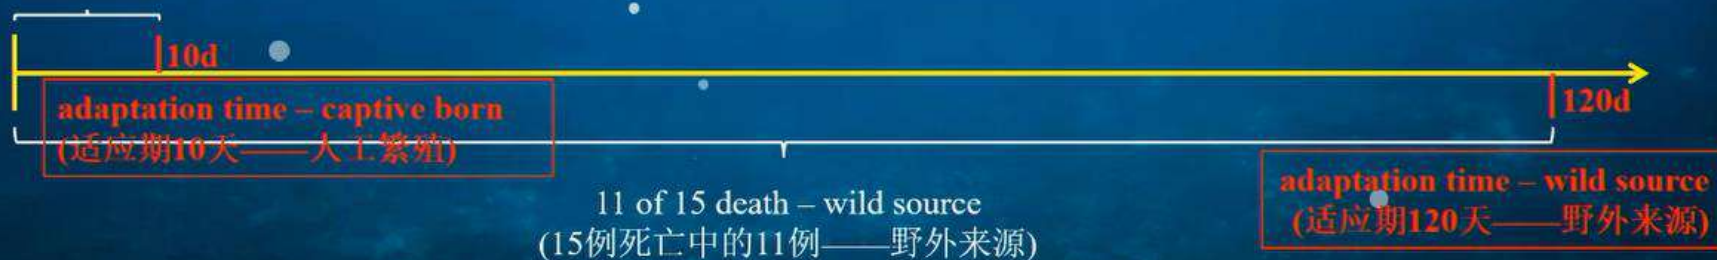 10d
adaptation time – captive born
(适应期10天——人工繁殖)
120d
11 of 15 death – wild source
(15例死亡中的11例——野外来源)
adaptation time – wild source
(适应期120天——野外来源)